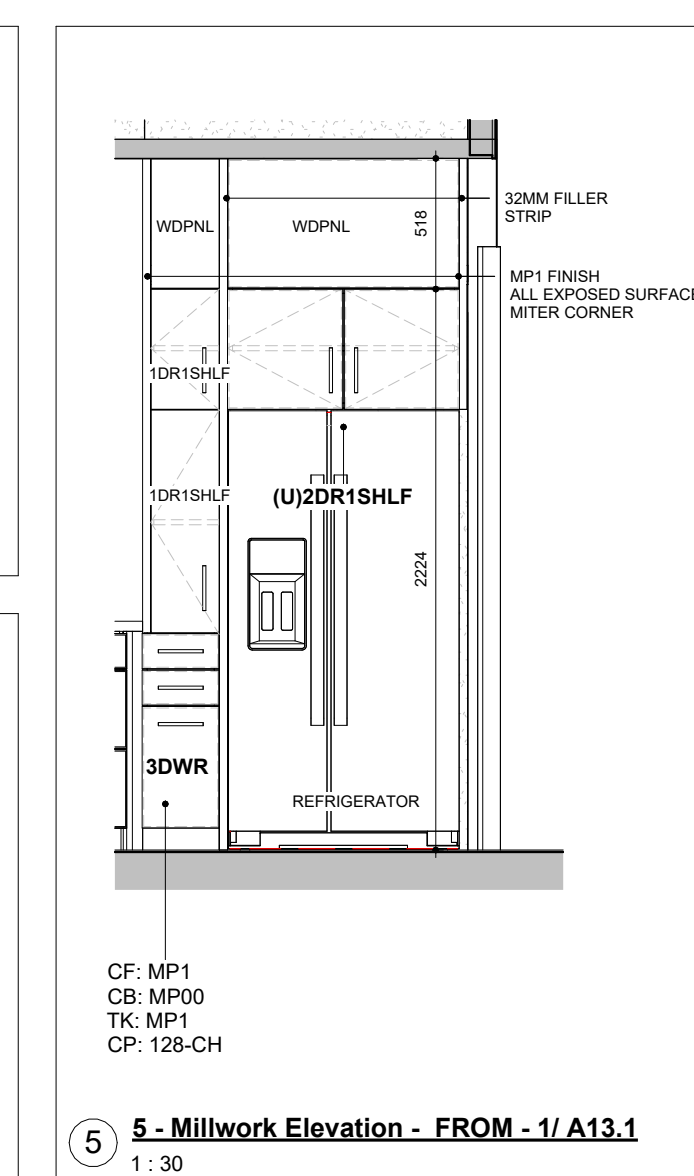 32MM FILLER
STRIP
WDPNL
WDPNL
518
MP1 FINISH
ALL EXPOSED SURFACE
MITER CORNER
1DR1SHLF
1DR1SHLF
(U)2DR1SHLF
2224
3DWR
REFRIGERATOR
CF: MP1
CB: MP00
TK: MP1
CP: 128-CH
5
5 - Millwork Elevation - FROM - 1/ A13.1
1 : 30